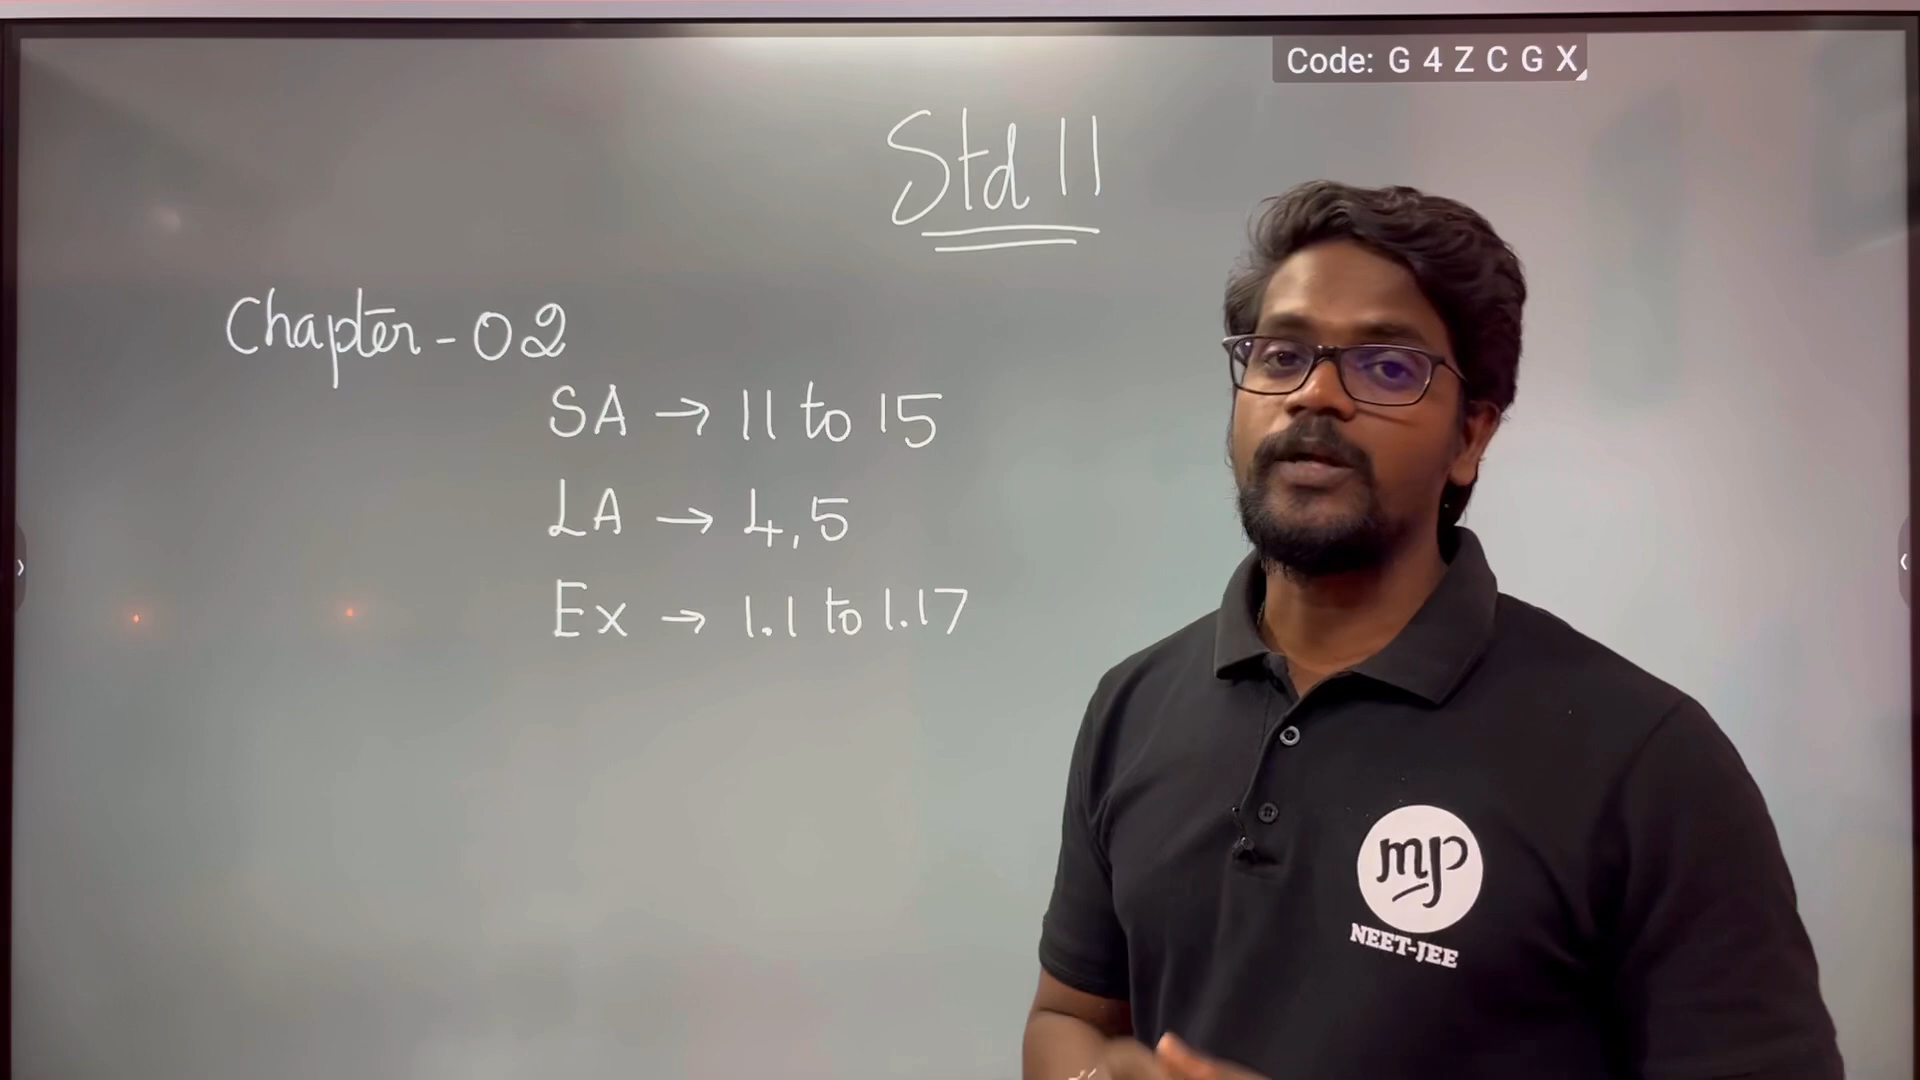 Code: G 4 Z C G X
Std 11
Chapter - 02
SA → 11 to 15
LA → 4, 5
Ex → 1.1 to 1.17
mp
NEET-JEE